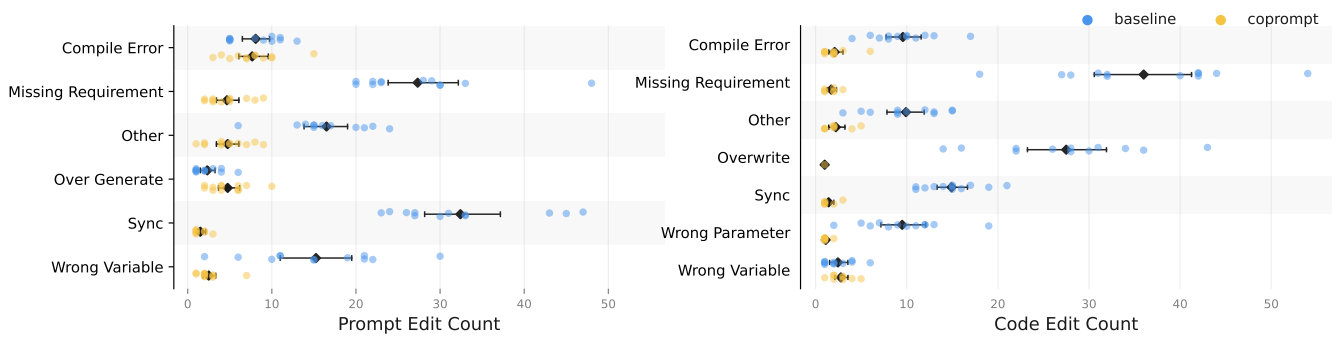 baseline coprompt
Compile Error
Missing Requirement
Other
Over Generate
Sync
Wrong Variable
0 10 20 30 40 50
Prompt Edit Count
Compile Error
Missing Requirement
Other
Overwrite
Sync
Wrong Parameter
Wrong Variable
0 10 20 30 40 50
Code Edit Count